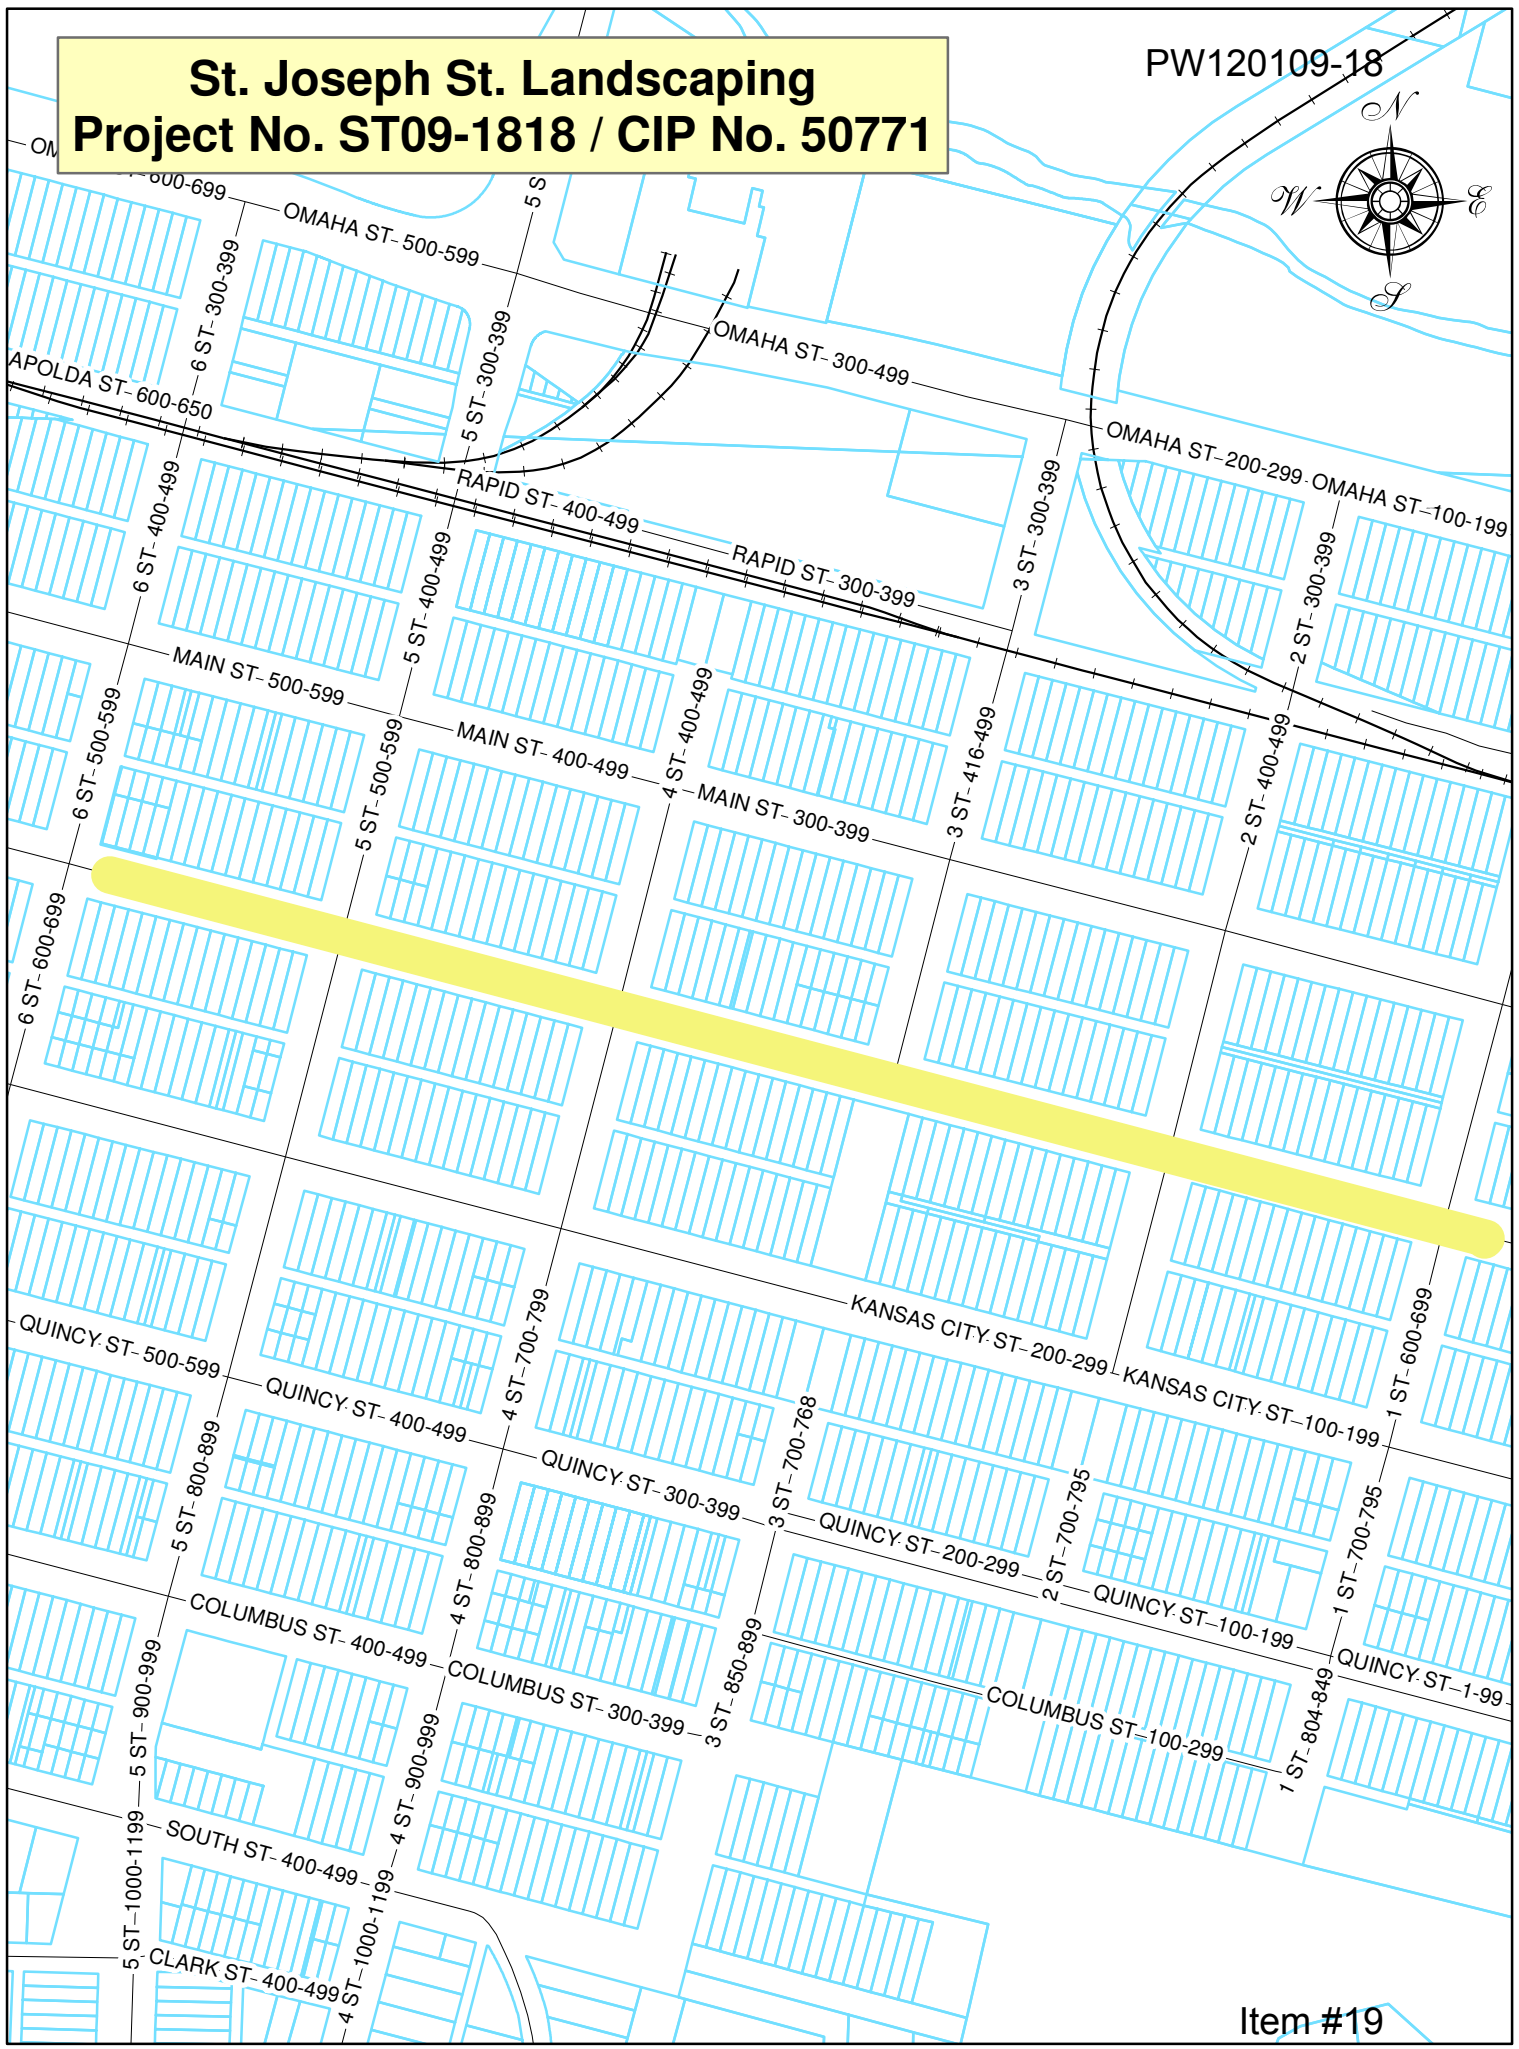 St. Joseph St. Landscaping
Project No. ST09-1818 / CIP No. 50771
PW120109-18
N
W
E
S
OM
ST 600-699
OMAHA ST 500-599
5 S
6 ST 300-399
5 ST 300-399
OMAHA ST 300-499
APOLDA ST 600-650
OMAHA ST 200-299
OMAHA ST 100-199
6 ST 400-499
RAPID ST 400-499
RAPID ST 300-399
3 ST 300-399
2 ST 300-399
5 ST 400-499
MAIN ST 500-599
6 ST 500-599
5 ST 500-599
MAIN ST 400-499
4 ST 400-499
MAIN ST 300-399
3 ST 416-499
2 ST 400-499
6 ST 600-699
KANSAS CITY ST 200-299
KANSAS CITY ST 100-199
1 ST 600-699
QUINCY ST 500-599
QUINCY ST 400-499
4 ST 700-799
QUINCY ST 300-399
3 ST 700-768
QUINCY ST 200-299
2 ST 700-795
QUINCY ST 100-199
1 ST 700-795
QUINCY ST 1-99
5 ST 800-899
4 ST 800-899
COLUMBUS ST 400-499
COLUMBUS ST 300-399
3 ST 850-899
COLUMBUS ST 100-299
1 ST 804-849
5 ST 900-999
4 ST 900-999
SOUTH ST 400-499
5 ST 1000-1199
4 ST 1000-1199
CLARK ST 400-499
Item #19